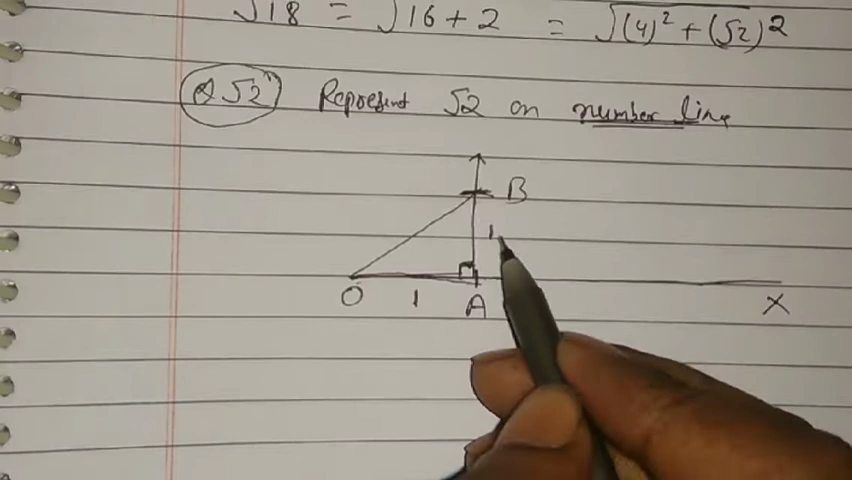 √18 = √16+2 = √(4)² + (√2)²
Q √2 Represent √2 on number line
B
1
O 1 A X